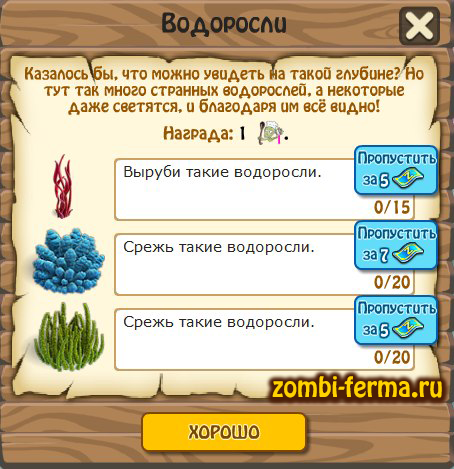 Водоросли
Казалось бы, что можно увидеть на такой глубине? Но
тут так много странных водорослей, а некоторые
даже светятся, и благодаря им всё видно!
Награда: 1 .
Выруби такие водоросли.
Пропустить
за 5
0/15
Срежь такие водоросли.
Пропустить
за 7
0/20
Срежь такие водоросли.
Пропустить
за 5
0/20
zombi-ferma.ru
ХОРОШО